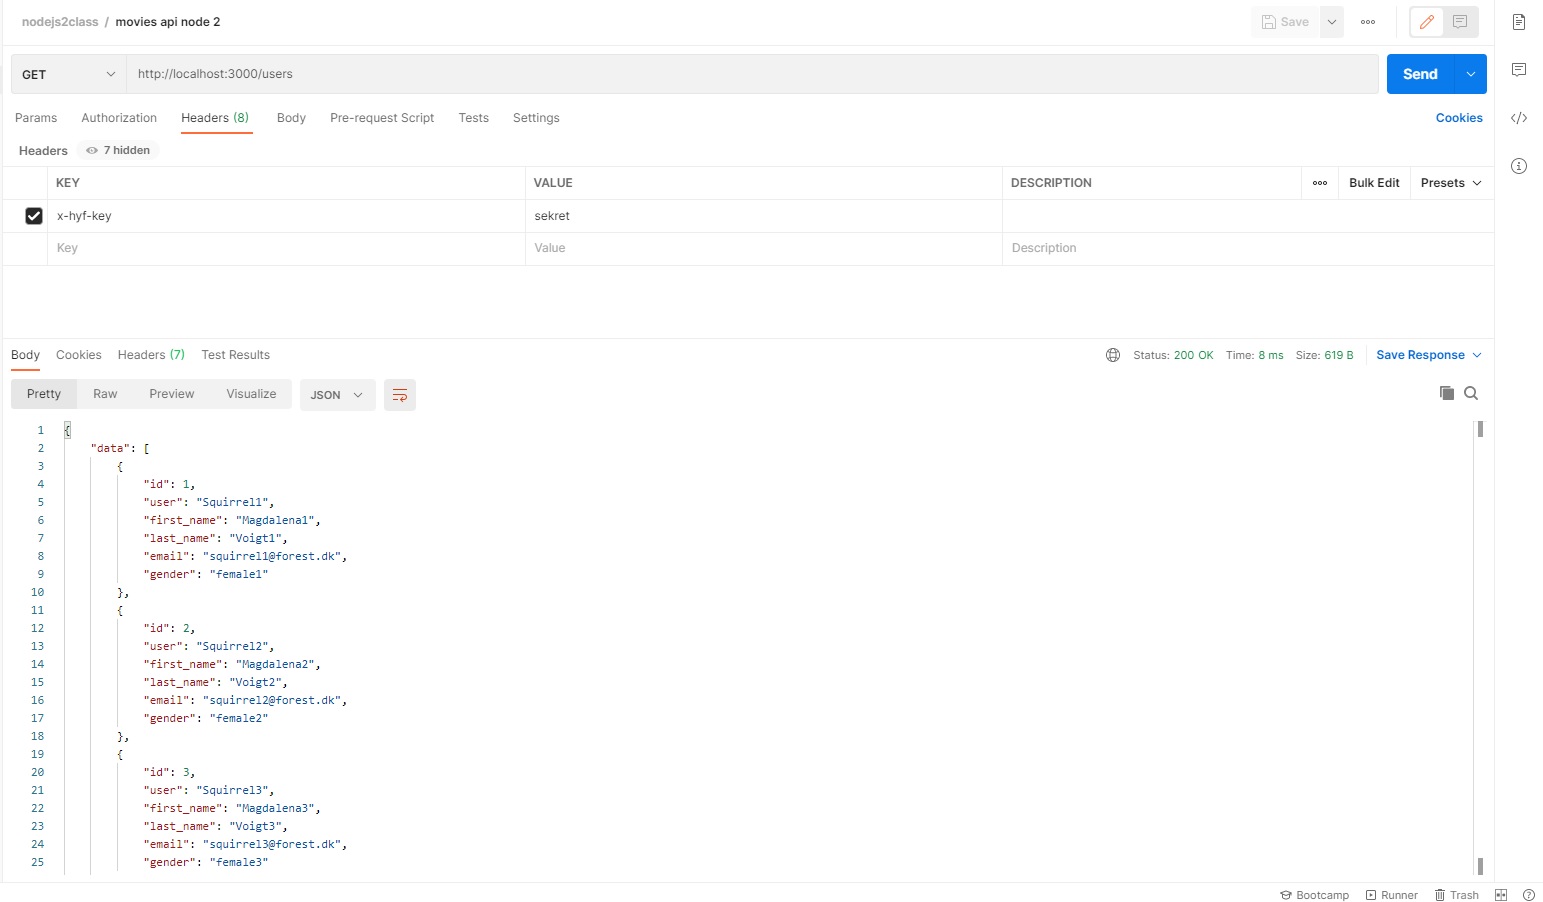 nodejs2class / movies api node 2
Save
GET http://localhost:3000/users Send
Params Authorization Headers (8) Body Pre-request Script Tests Settings Cookies
Headers 7 hidden
KEY VALUE DESCRIPTION Bulk Edit Presets
x-hyf-key sekret
Key Value Description
Body Cookies Headers (7) Test Results Status: 200 OK Time: 8 ms Size: 619 B Save Response
Pretty Raw Preview Visualize JSON
1 {
2 "data": [
3 {
4 "id": 1,
5 "user": "Squirrel1",
6 "first_name": "Magdalena1",
7 "last_name": "Voigt1",
8 "email": "squirrel1@forest.dk",
9 "gender": "female1"
10 },
11 {
12 "id": 2,
13 "user": "Squirrel2",
14 "first_name": "Magdalena2",
15 "last_name": "Voigt2",
16 "email": "squirrel2@forest.dk",
17 "gender": "female2"
18 },
19 {
20 "id": 3,
21 "user": "Squirrel3",
22 "first_name": "Magdalena3",
23 "last_name": "Voigt3",
24 "email": "squirrel3@forest.dk",
25 "gender": "female3"
Bootcamp Runner Trash